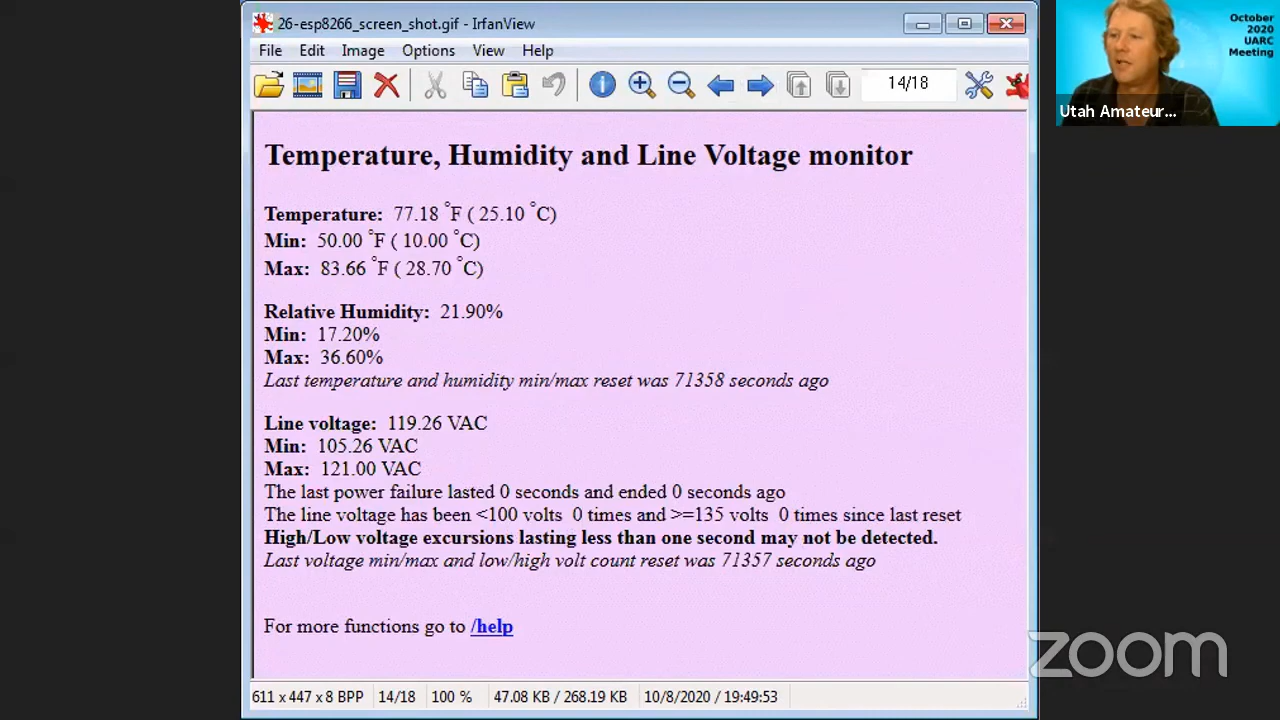 26-esp8266_screen_shot.gif - IrfanView
File Edit Image Options View Help
14/18
Temperature, Humidity and Line Voltage monitor
Temperature: 77.18 °F ( 25.10 °C)
Min: 50.00 °F ( 10.00 °C)
Max: 83.66 °F ( 28.70 °C)
Relative Humidity: 21.90%
Min: 17.20%
Max: 36.60%
Last temperature and humidity min/max reset was 71358 seconds ago
Line voltage: 119.26 VAC
Min: 105.26 VAC
Max: 121.00 VAC
The last power failure lasted 0 seconds and ended 0 seconds ago
The line voltage has been <100 volts 0 times and >=135 volts 0 times since last reset
High/Low voltage excursions lasting less than one second may not be detected.
Last voltage min/max and low/high volt count reset was 71357 seconds ago
For more functions go to /help
611 x 447 x 8 BPP 14/18 100 % 47.08 KB / 268.19 KB 10/8/2020 / 19:49:53
October
2020
UARC
Meeting
Utah Amateur...
zoom